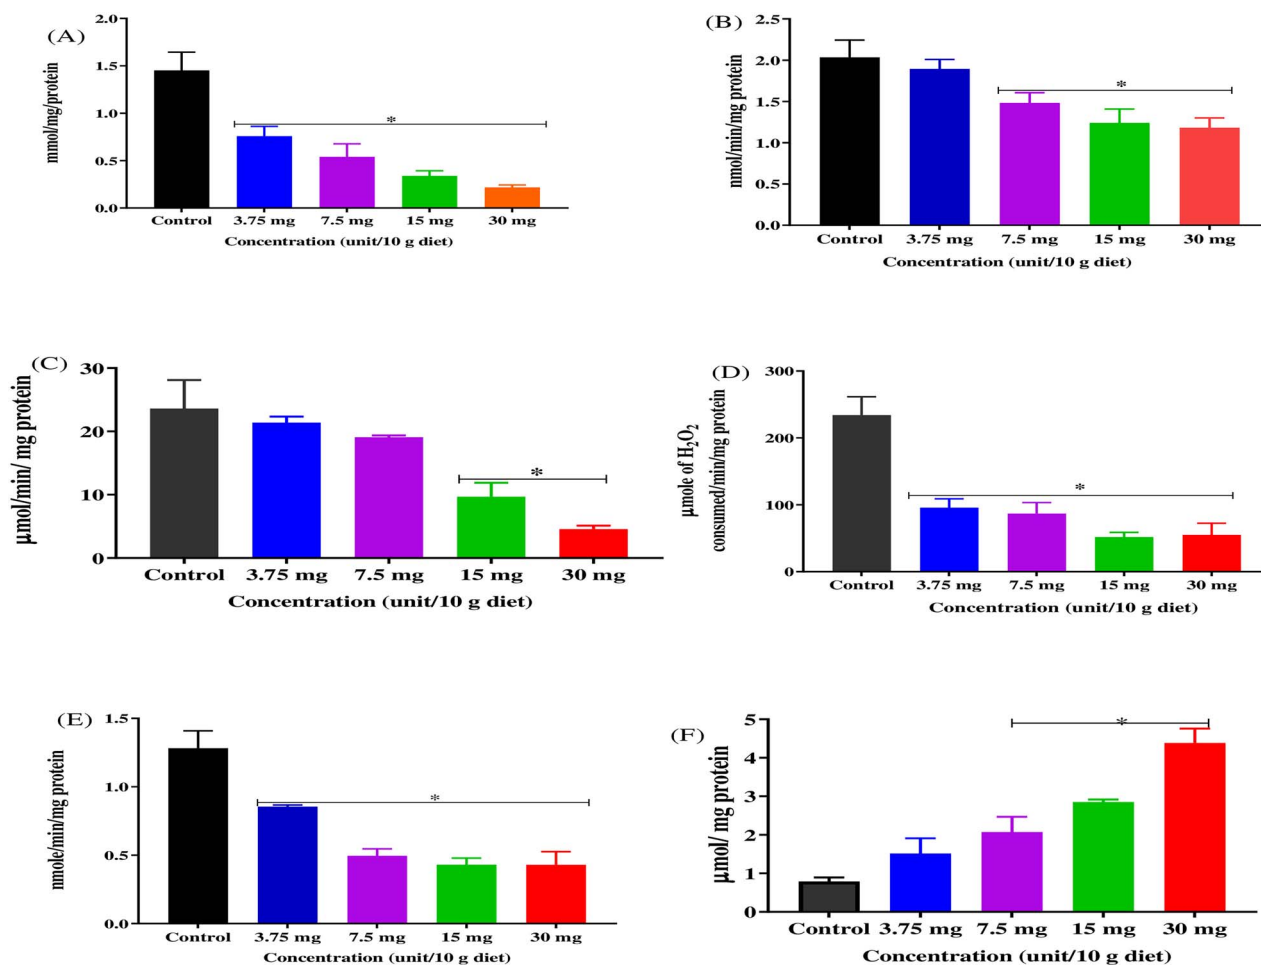 (A)
mmol/mg/protein
2.0
1.5
1.0
0.5
0.0
*
Control 3.75 mg 7.5 mg 15 mg 30 mg
Concentration (unit/10 g diet)
(B)
nmol/min/mg protein
2.5
2.0
1.5
1.0
0.5
0.0
*
Control 3.75 mg 7.5 mg 15 mg 30 mg
Concentration (unit/10 g diet)
(C)
μmol/min/ mg protein
30
20
10
0
*
Control 3.75 mg 7.5 mg 15 mg 30 mg
Concentration (unit/10 g diet)
(D)
μmole of H₂O₂
consumed/min/mg protein
300
200
100
0
*
Control 3.75 mg 7.5 mg 15 mg 30 mg
Concentration (unit/10 g diet)
(E)
nmole/min/mg protein
1.5
1.0
0.5
0.0
*
Control 3.75 mg 7.5 mg 15 mg 30 mg
Concentration (unit/10 g diet)
(F)
μmol/ mg protein
5
4
3
2
1
0
*
Control 3.75 mg 7.5 mg 15 mg 30 mg
Concentration (unit/10 g diet)